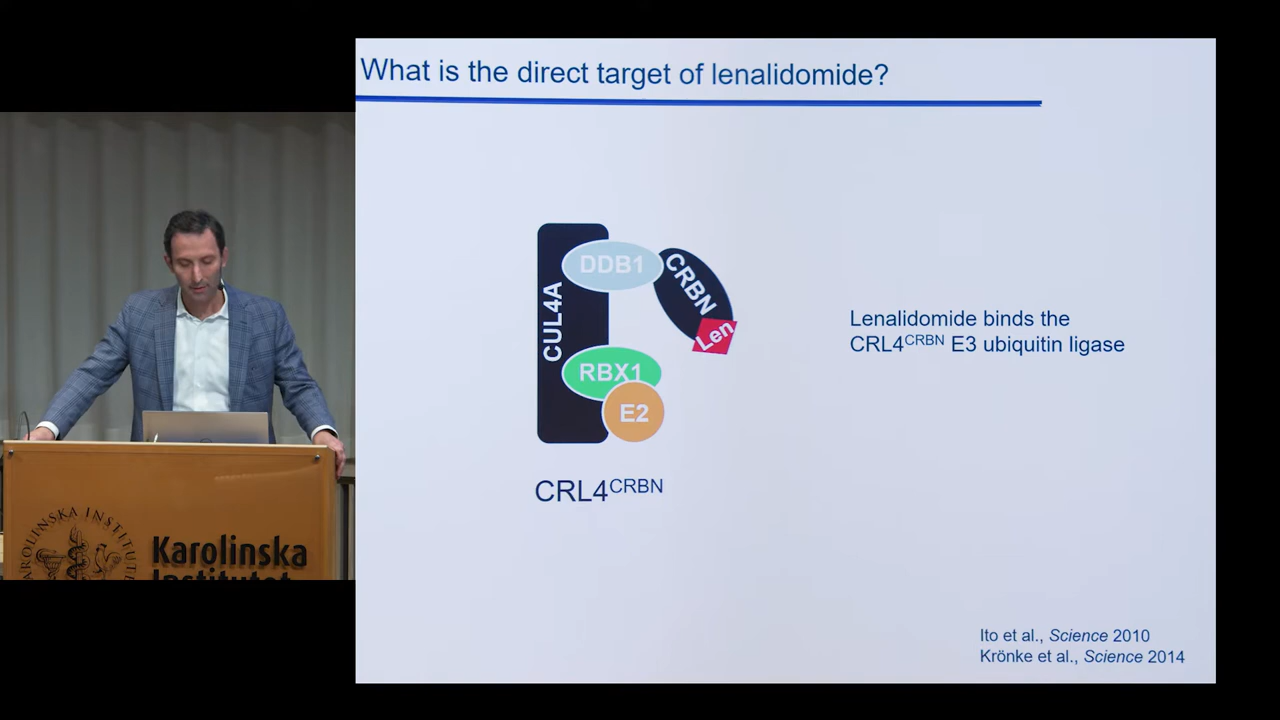 What is the direct target of lenalidomide?
CUL4A
DDB1
CRBN
Len
RBX1
E2
CRL4CRBN
Lenalidomide binds the
CRL4CRBN E3 ubiquitin ligase
Ito et al., Science 2010
Krönke et al., Science 2014
Karolinska
Institutet